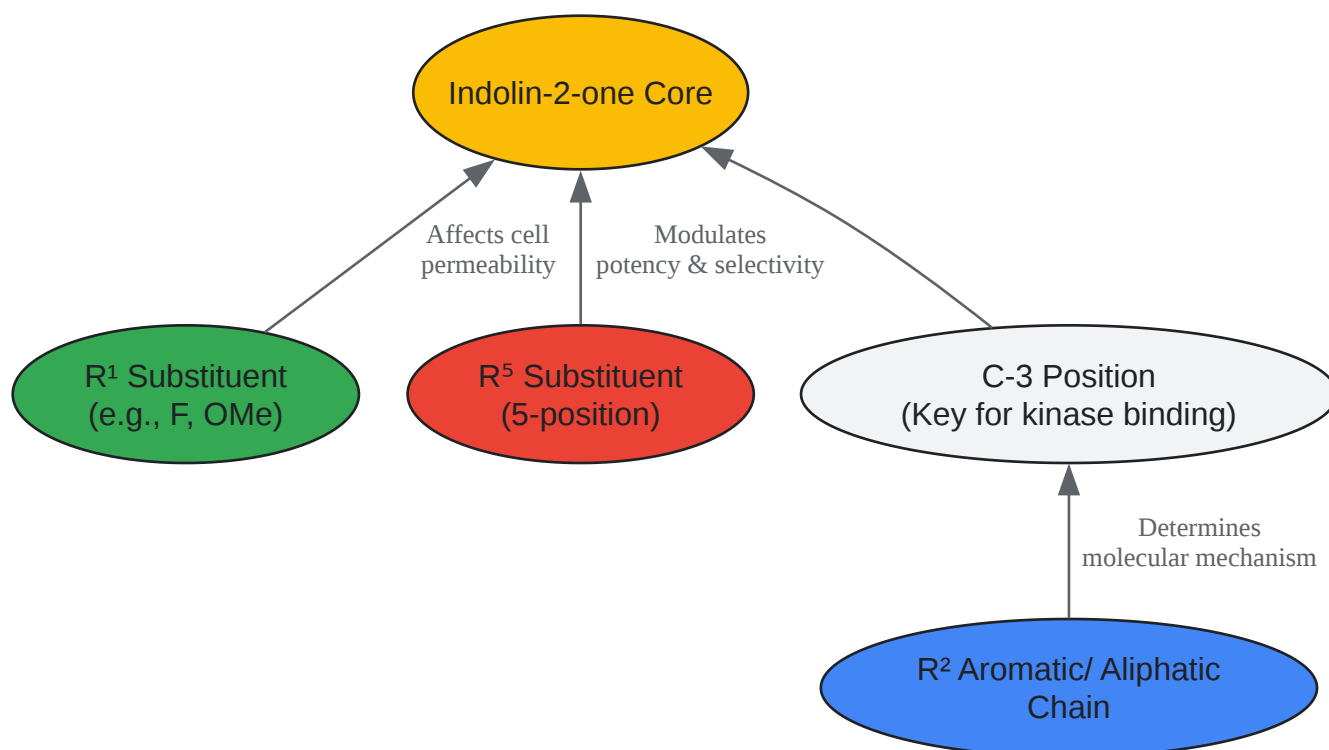 Indolin-2-one Core
Affects cell
permeability
Modulates
potency & selectivity
R¹ Substituent
(e.g., F, OMe)
R⁵ Substituent
(5-position)
C-3 Position
(Key for kinase binding)
Determines
molecular mechanism
R² Aromatic/ Aliphatic
Chain